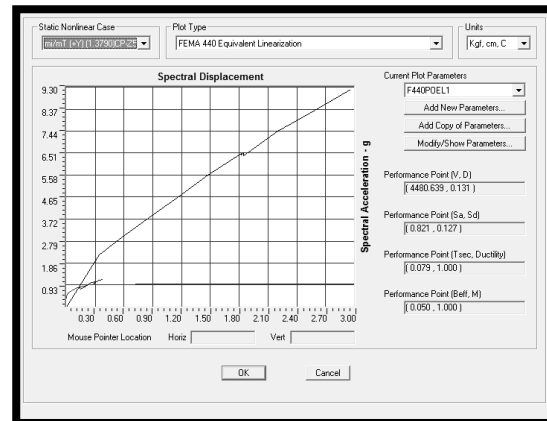 Static Nonlinear Case
Plot Type
Units
FEMA 440 Equivalent Linearization
Kgf, cm, C
Spectral Displacement
Current Plot Parameters
F440POEL1
Add New Parameters...
Add Copy of Parameters...
Modify/Show Parameters...
9.30
8.37
7.44
6.51
5.58
4.65
3.72
2.79
1.86
0.93
Spectral Acceleration - g
Performance Point (V, D)
( 4480.639 , 0.131 )
Performance Point (Sa, Sd)
( 0.821 , 0.127 )
Performance Point (Tsec, Ductility)
( 0.079 , 1.000 )
Performance Point (Beff, M)
( 0.050 , 1.000 )
0.30 0.60 0.90 1.20 1.50 1.80 2.10 2.40 2.70 3.00
Mouse Pointer Location Horiz Vert
OK Cancel